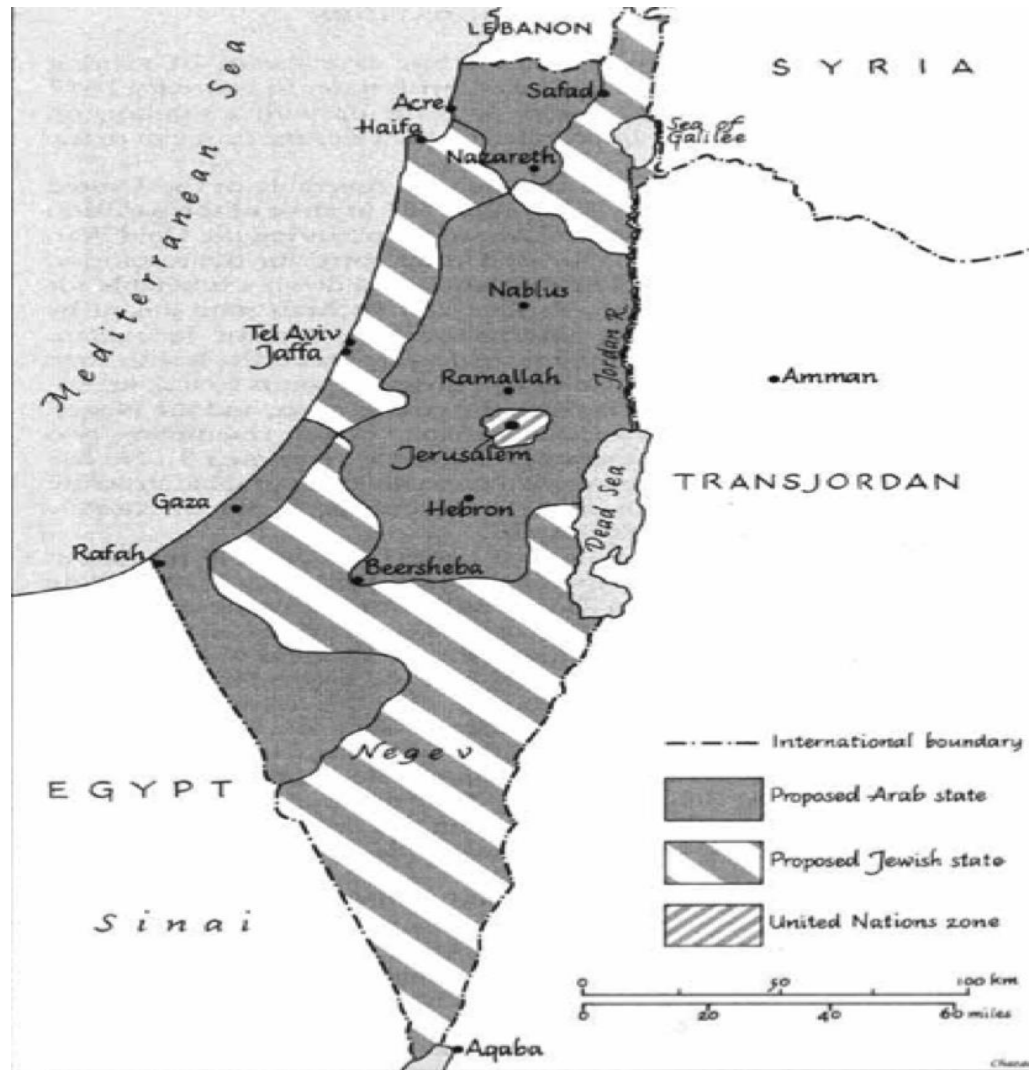 LEBANON
SYRIA
Mediterranean Sea
Acre
Haifa
Safad
Sea of
Galilee
Nazareth
Nablus
Jordan R.
Tel Aviv
Jaffa
Ramallah
Amman
Jerusalem
Dead Sea
TRANSJORDAN
Gaza
Hebron
Rafah
Beersheba
Negev
EGYPT
Sinai
Aqaba
International boundary
Proposed Arab state
Proposed Jewish state
United Nations zone
0 50 100 km
0 20 40 60 miles